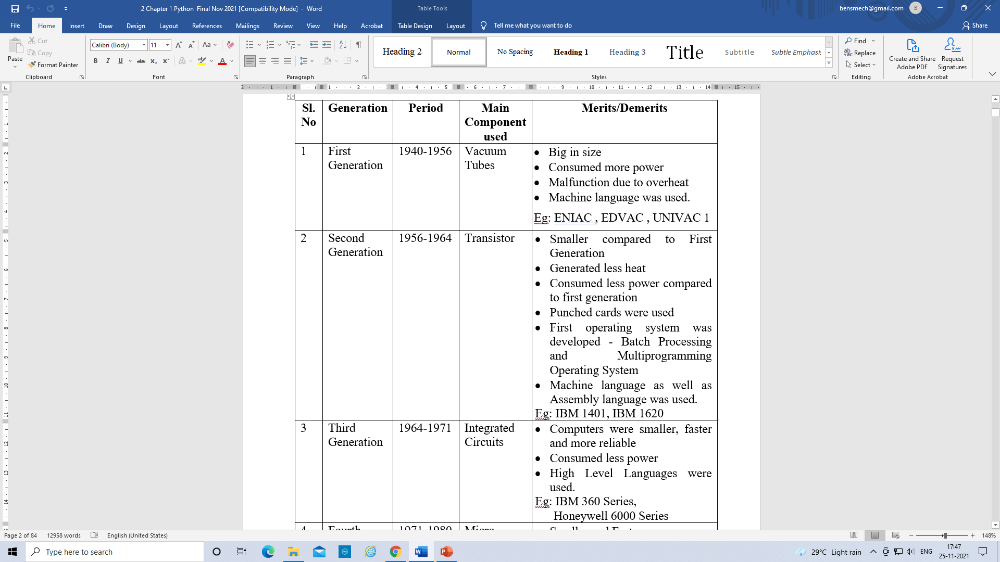 2 Chapter 1 Python  Final Nov 2021 [Compatibility Mode]  -  Word
Table Tools
bensmech@gmail.com
B
File Home Insert Draw Design Layout References Mailings Review View Help Acrobat Table Design Layout Tell me what you want to do Share
Paste
Cut
Copy
Format Painter
Clipboard
Calibri (Body) 11
Font
Paragraph
Heading 2 Normal No Spacing Heading 1 Heading 3 Title Subtitle Subtle Emphasis
Styles
Find
Replace
Select
Editing
Create and Share Adobe PDF
Request Signatures
Adobe Acrobat
Sl. No Generation Period Main Component used Merits/Demerits
1 First Generation 1940-1956 Vacuum Tubes
• Big in size
• Consumed more power
• Malfunction due to overheat
• Machine language was used.
Eg: ENIAC , EDVAC , UNIVAC 1
2 Second Generation 1956-1964 Transistor
• Smaller compared to First
Generation
• Generated less heat
• Consumed less power compared
to first generation
• Punched cards were used
• First operating system was
developed - Batch Processing
and Multiprogramming
Operating System
• Machine language as well as
Assembly language was used.
Eg: IBM 1401, IBM 1620
3 Third Generation 1964-1971 Integrated Circuits
• Computers were smaller, faster
and more reliable
• Consumed less power
• High Level Languages were
used.
Eg: IBM 360 Series,
Honeywell 6000 Series
4 Fourth 1971-1980 Micro
Page 2 of 84 12958 words English (United States) 148%
Type here to search
29°C Light rain ENG 17:47
25-11-2021